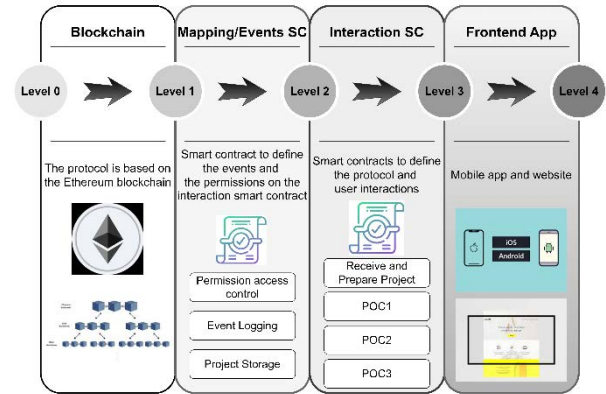 Blockchain
Mapping/Events SC
Interaction SC
Frontend App
Level 0
Level 1
Level 2
Level 3
Level 4
The protocol is based
on the Ethereum blockchain
Smart contract to define
the events and
the permissions on the
interaction smart contract
Smart contracts to define
the protocol and
user interactions
Mobile app and website
Permission access
control
Event Logging
Project Storage
Receive and
Prepare Project
POC1
POC2
POC3
iOS
Android